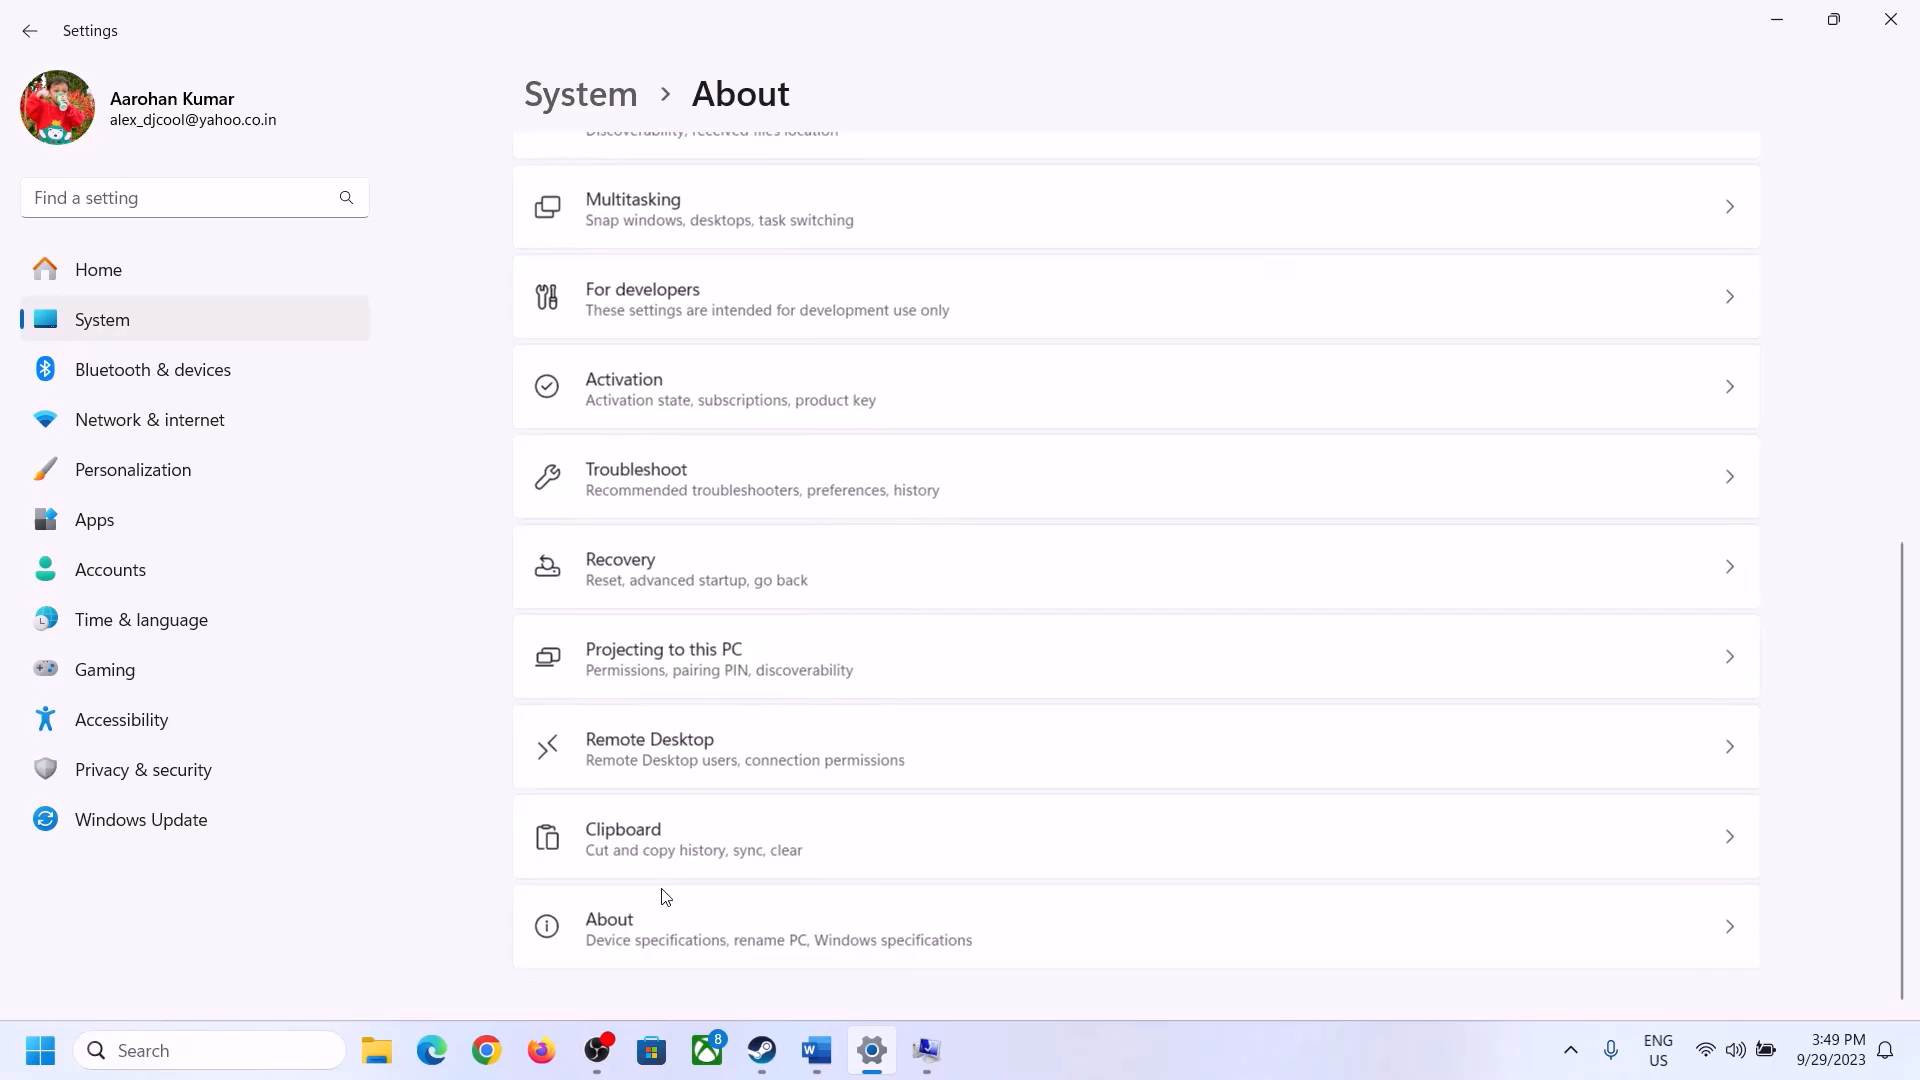 Settings
Aarohan Kumar
alex_djcool@yahoo.co.in
Find a setting
Home
System
Bluetooth & devices
Network & internet
Personalization
Apps
Accounts
Time & language
Gaming
Accessibility
Privacy & security
Windows Update
System > About
Discoverability, received files location
Multitasking
Snap windows, desktops, task switching
For developers
These settings are intended for development use only
Activation
Activation state, subscriptions, product key
Troubleshoot
Recommended troubleshooters, preferences, history
Recovery
Reset, advanced startup, go back
Projecting to this PC
Permissions, pairing PIN, discoverability
Remote Desktop
Remote Desktop users, connection permissions
Clipboard
Cut and copy history, sync, clear
About
Device specifications, rename PC, Windows specifications
Search
8
W
ENG
US
3:49 PM
9/29/2023